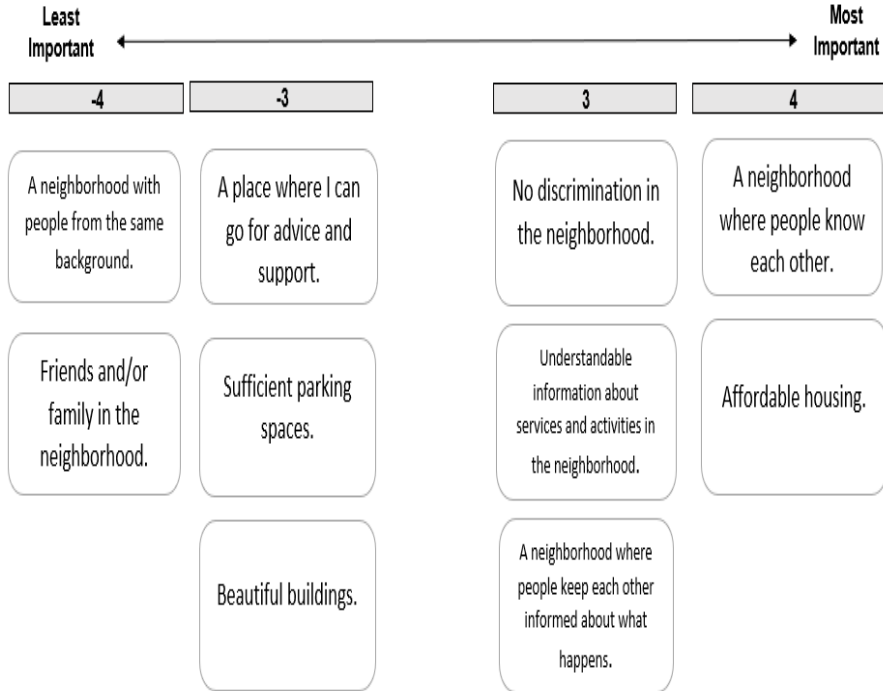 Least
Important
Most
Important
-4
-3
3
4
A neighborhood with
people from the same
background.
A place where I can
go for advice and
support.
No discrimination in
the neighborhood.
A neighborhood
where people know
each other.
Friends and/or
family in the
neighborhood.
Sufficient parking
spaces.
Understandable
information about
services and activities in
the neighborhood.
Affordable housing.
Beautiful buildings.
A neighborhood where
people keep each other
informed about what
happens.